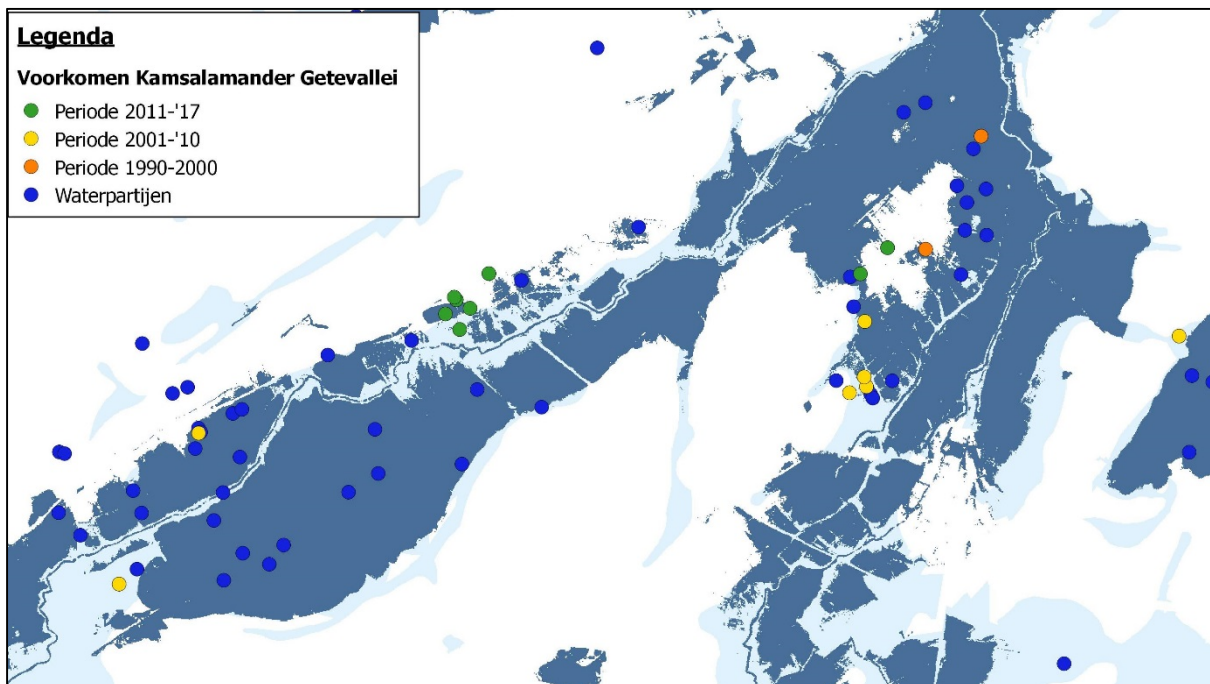 Legenda
Voorkomen Kamsalamander Getevallei
Periode 2011-'17
Periode 2001-'10
Periode 1990-2000
Waterpartijen